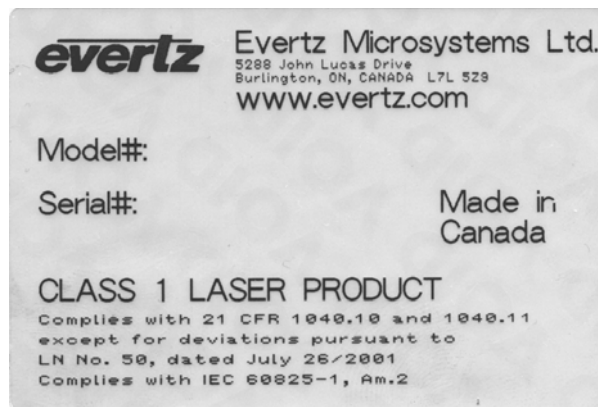 evertz
Evertz Microsystems Ltd.
5288 John Lucas Drive
Burlington, ON, CANADA L7L 5Z9
www.evertz.com
Model#:
Serial#:
Made in
Canada
CLASS 1 LASER PRODUCT
Complies with 21 CFR 1040.10 and 1040.11
except for deviations pursuant to
LN No. 50, dated July 26/2001
Complies with IEC 60825-1, Am.2